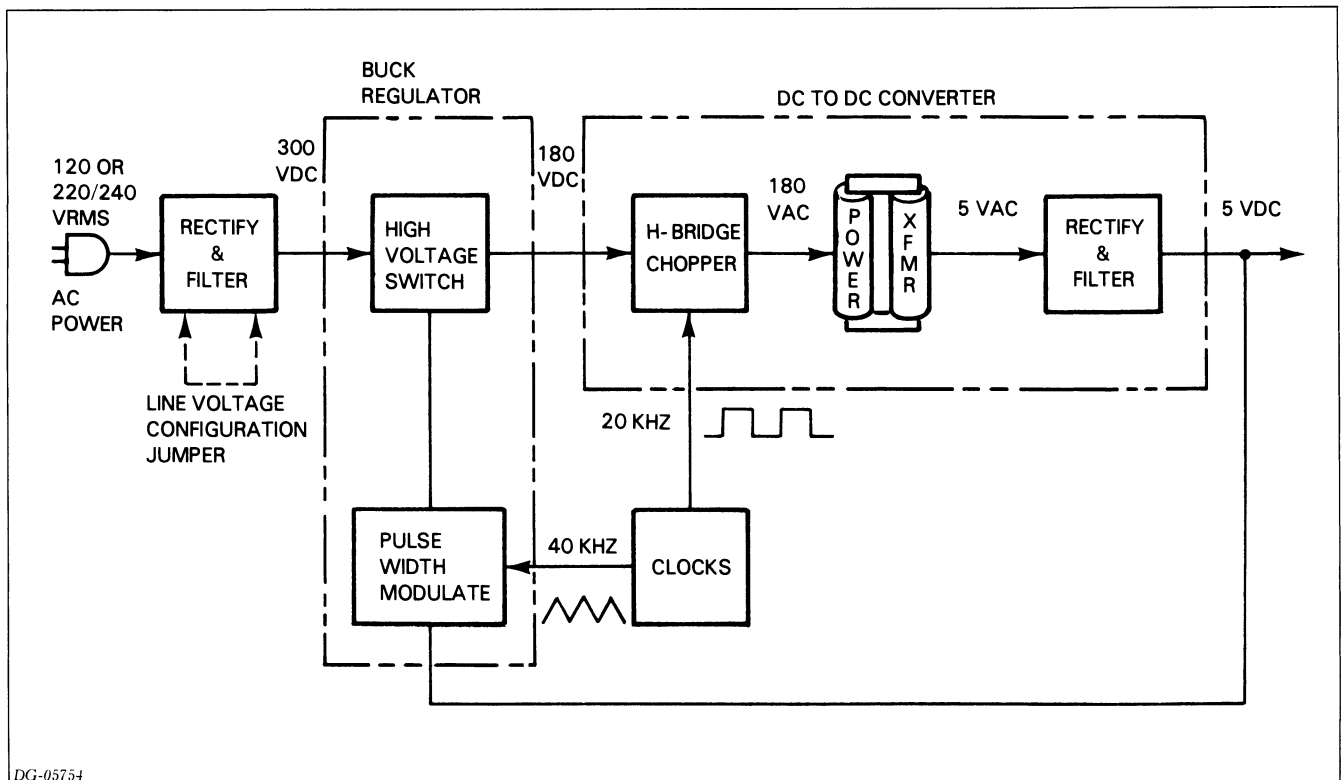 BUCK
REGULATOR
DC TO DC CONVERTER
120 OR
220/240
VRMS
AC
POWER
RECTIFY
&
FILTER
LINE VOLTAGE
CONFIGURATION
JUMPER
300
VDC
HIGH
VOLTAGE
SWITCH
180
VDC
H-BRIDGE
CHOPPER
180
VAC
POWER
XFMR
5 VAC
RECTIFY
&
FILTER
5 VDC
20 KHZ
PULSE
WIDTH
MODULATE
40 KHZ
CLOCKS
DG-05754